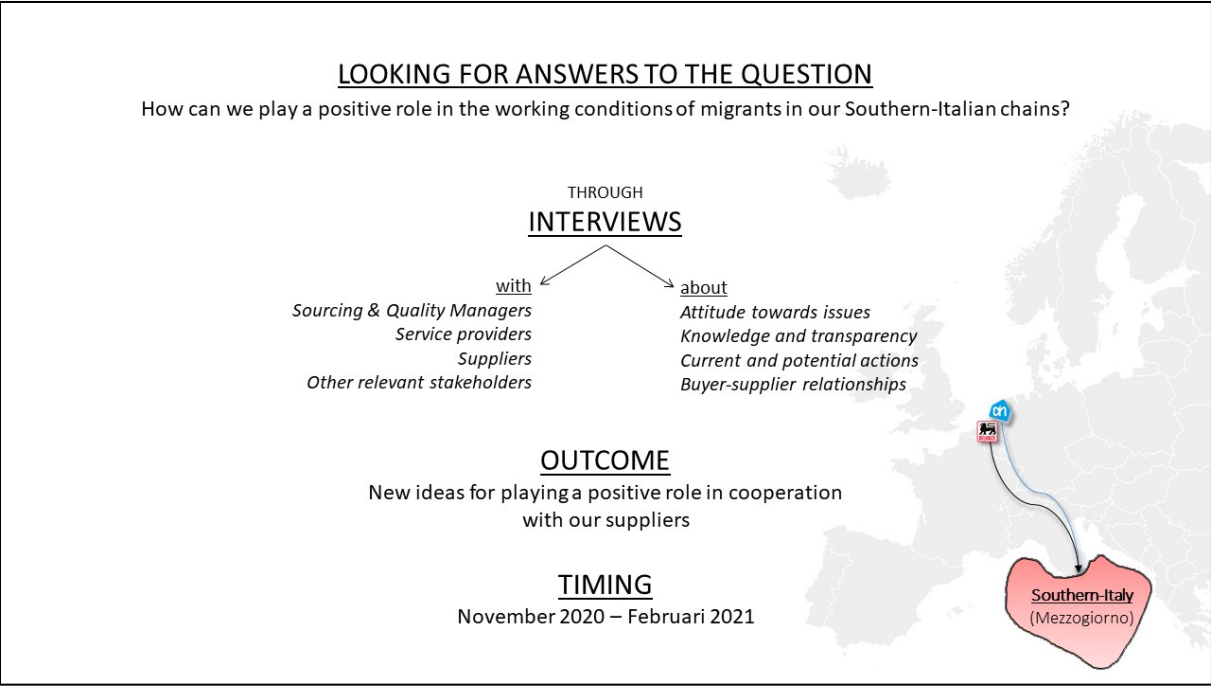 LOOKING FOR ANSWERS TO THE QUESTION
How can we play a positive role in the working conditions of migrants in our Southern-Italian chains?
THROUGH
INTERVIEWS
with
Sourcing & Quality Managers
Service providers
Suppliers
Other relevant stakeholders
about
Attitude towards issues
Knowledge and transparency
Current and potential actions
Buyer-supplier relationships
ah
OUTCOME
New ideas for playing a positive role in cooperation
with our suppliers
TIMING
November 2020 – Februari 2021
Southern-Italy
(Mezzogiorno)